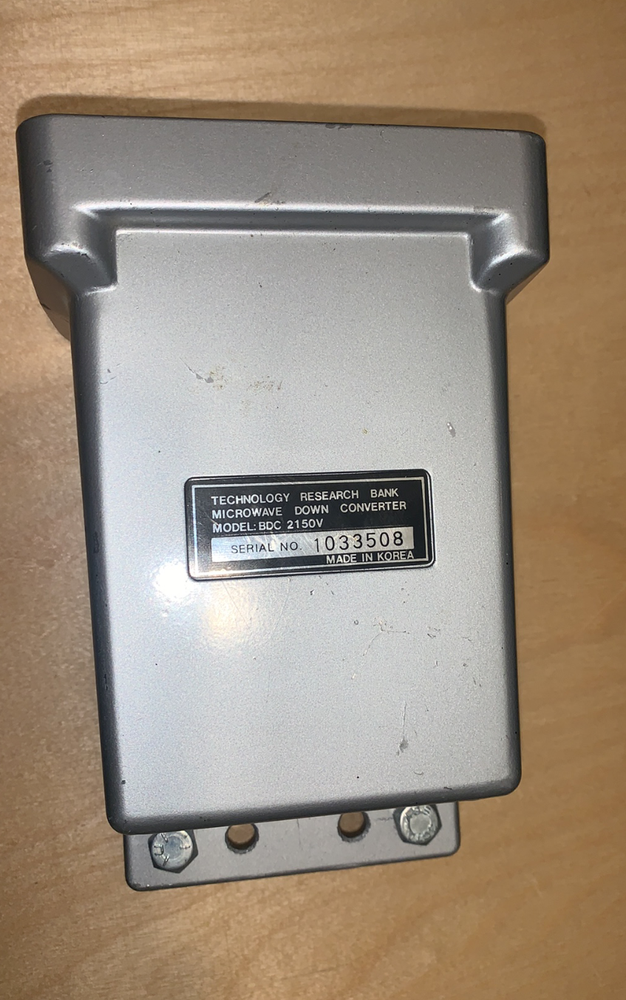 TECHNOLOGY RESEARCH BANK
MICROWAVE DOWN CONVERTER
MODEL: BDC 2150V
SERIAL NO. 1033508
MADE IN KOREA